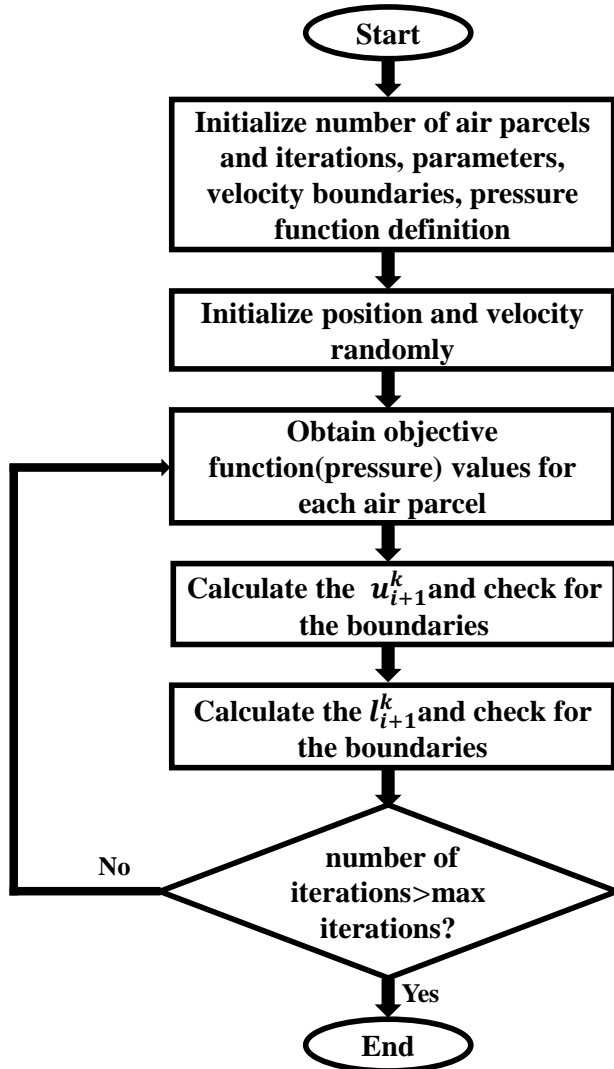 Start
Initialize number of air parcels
and iterations, parameters,
velocity boundaries, pressure
function definition
Initialize position and velocity
randomly
Obtain objective
function(pressure) values for
each air parcel
Calculate the $u_{i+1}^{k}$ and check for
the boundaries
Calculate the $l_{i+1}^{k}$ and check for
the boundaries
number of
iterations>max
iterations?
No
Yes
End